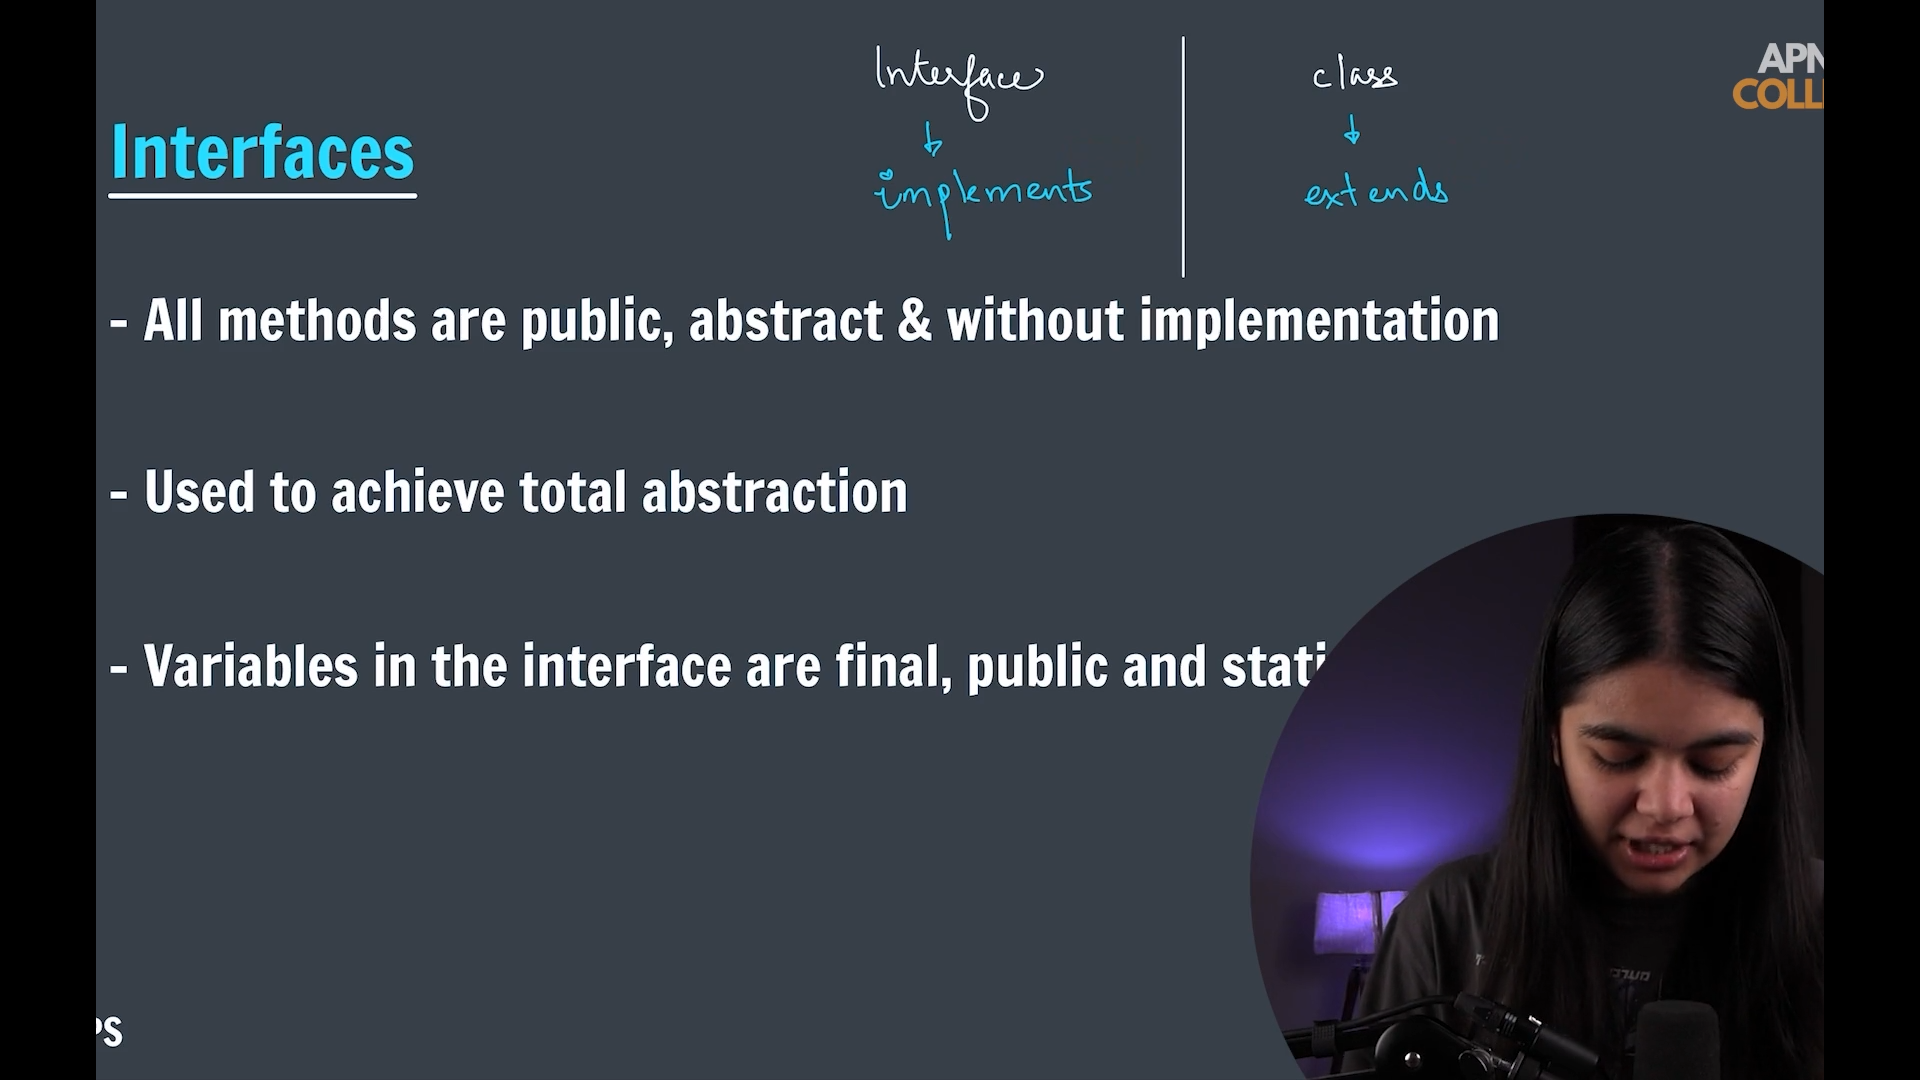 Interface
class
APN
COLL
Interfaces
implements
extends
- All methods are public, abstract & without implementation
- Used to achieve total abstraction
- Variables in the interface are final, public and stati
PS